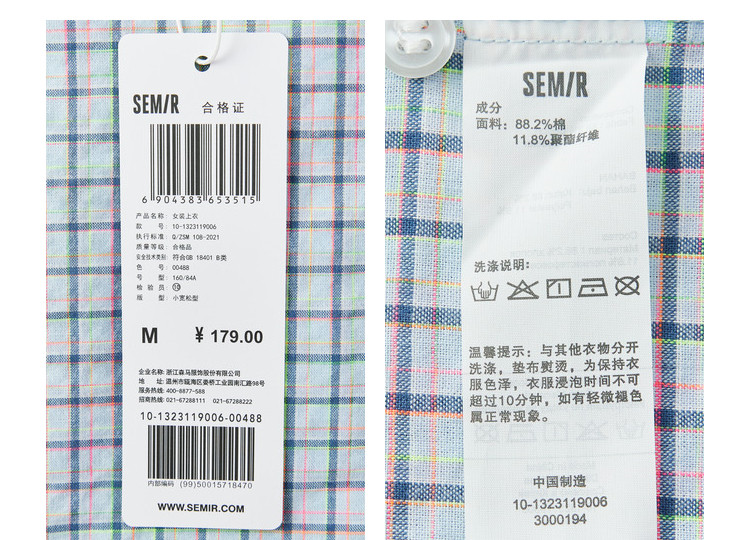 SEM/R 合格证
6 904383 653515
产品名称: 女装上衣
款 号: 10-1323119006
执行标准: Q/ZSM 10B-2021
质量等级: 合格品
安全技术类别: 符合GB 18401 B类
色 号: 00488
号 型: 160/84A
检 验 员: ⑩
版 型: 小宽松型
M ¥ 179.00
企业名称: 浙江森马服饰股份有限公司
地 址: 温州市瓯海区娄桥工业园南汇路98号
服务热线: 400-8877-588
招商热线: 021-67288111 021-67288222
10-1323119006-00488
内部编码 (99)50015718470
WWW.SEMIR.COM
SEM/R
成分
面料: 88.2%棉
11.8%聚酯纤维
洗涤说明:
温馨提示: 与其他衣物分开
洗涤, 垫布熨烫, 为保持衣
服色泽, 衣服浸泡时间不可
超过10分钟, 如有轻微褪色
属正常现象。
中国制造
10-1323119006
3000194